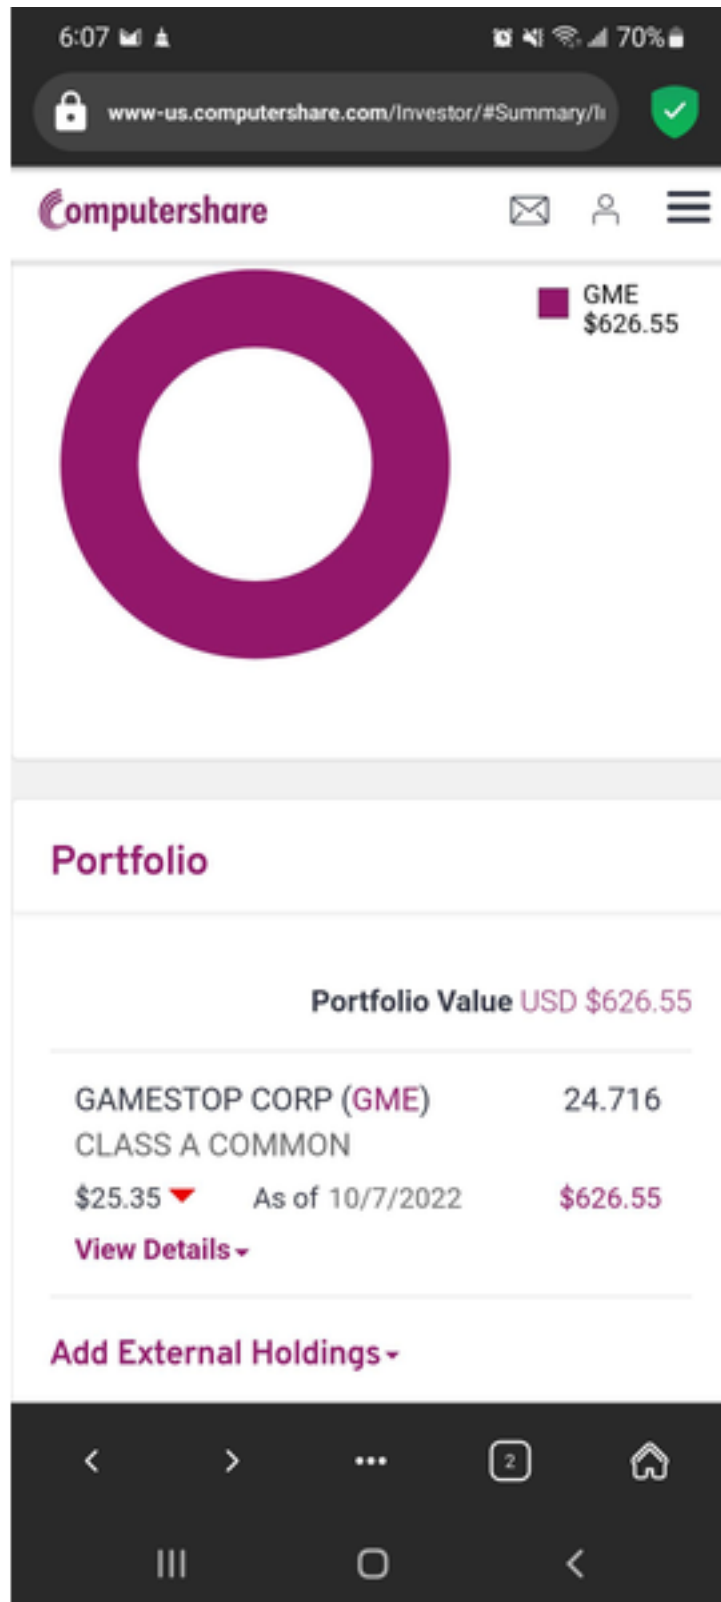 6:07 70%
www-us.computershare.com/Investor/#Summary/
Computershare
GME
$626.55
Portfolio
Portfolio Value USD $626.55
GAMESTOP CORP (GME) 24.716
CLASS A COMMON
$25.35 As of 10/7/2022 $626.55
View Details
Add External Holdings
2